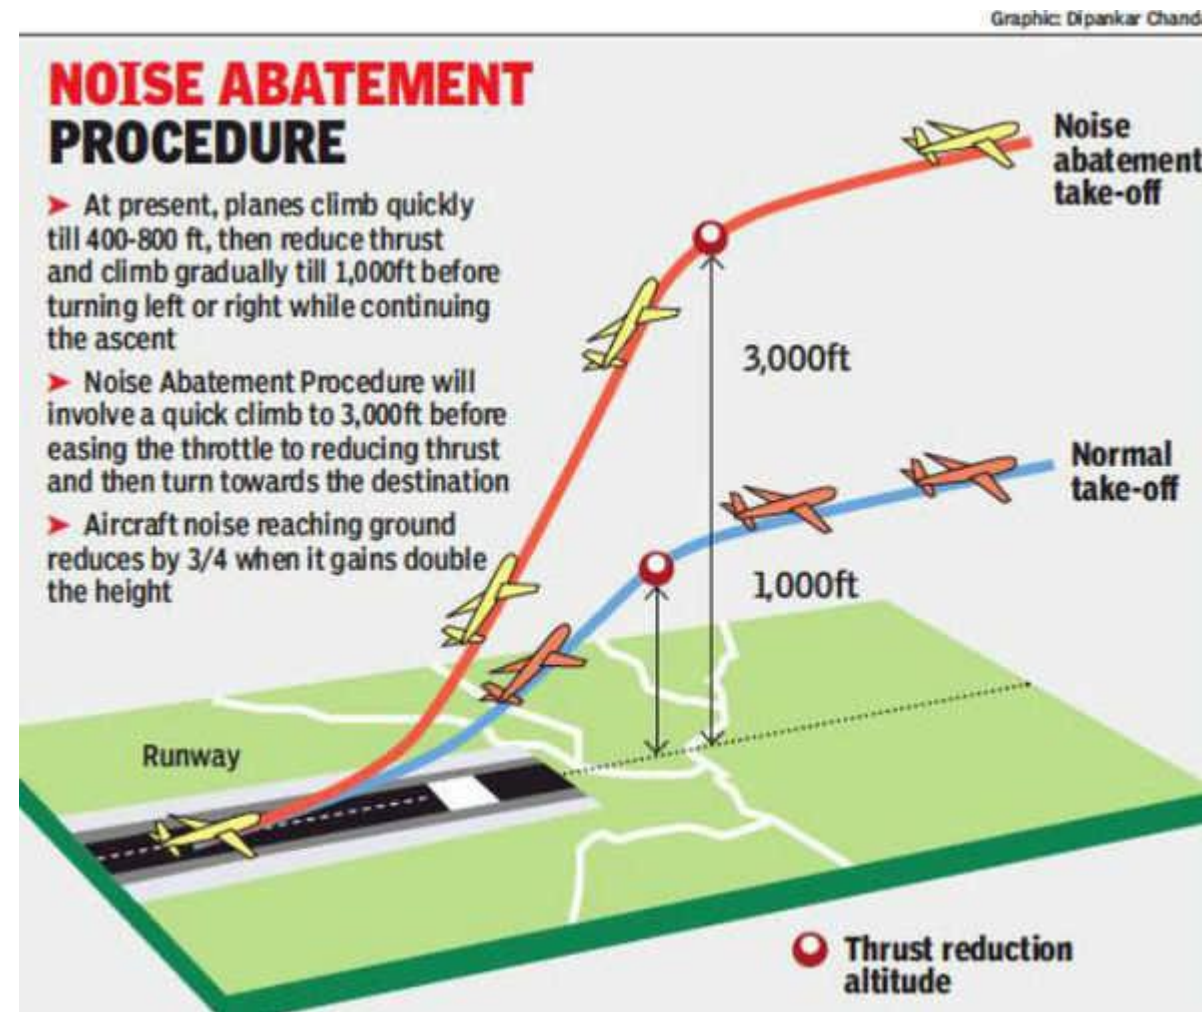 Graphic: Dipankar Chand
NOISE ABATEMENT
PROCEDURE
➤ At present, planes climb quickly
till 400-800 ft, then reduce thrust
and climb gradually till 1,000ft before
turning left or right while continuing
the ascent
➤ Noise Abatement Procedure will
involve a quick climb to 3,000ft before
easing the throttle to reducing thrust
and then turn towards the destination
➤ Aircraft noise reaching ground
reduces by 3/4 when it gains double
the height
Noise
abatement
take-off
3,000ft
Normal
take-off
1,000ft
Runway
Thrust reduction
altitude